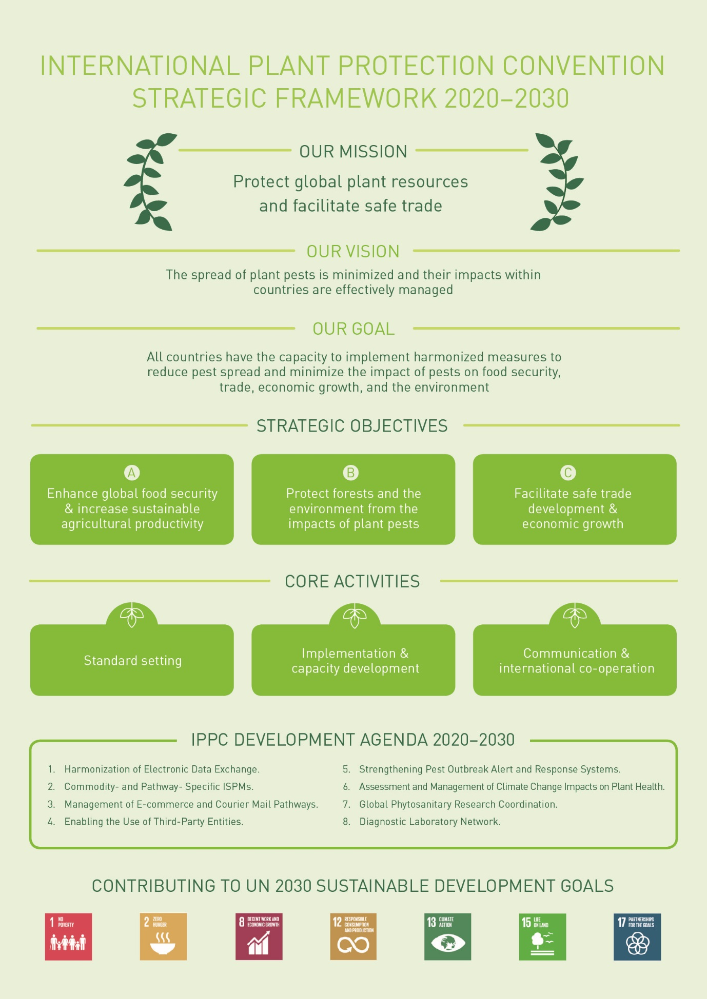 INTERNATIONAL PLANT PROTECTION CONVENTION
STRATEGIC FRAMEWORK 2020–2030
OUR MISSION
Protect global plant resources
and facilitate safe trade
OUR VISION
The spread of plant pests is minimized and their impacts within
countries are effectively managed
OUR GOAL
All countries have the capacity to implement harmonized measures to
reduce pest spread and minimize the impact of pests on food security,
trade, economic growth, and the environment
STRATEGIC OBJECTIVES
A
Enhance global food security
& increase sustainable
agricultural productivity
B
Protect forests and the
environment from the
impacts of plant pests
C
Facilitate safe trade
development &
economic growth
CORE ACTIVITIES
Standard setting
Implementation &
capacity development
Communication &
international co-operation
IPPC DEVELOPMENT AGENDA 2020–2030
1. Harmonization of Electronic Data Exchange.
2. Commodity- and Pathway- Specific ISPMs.
3. Management of E-commerce and Courier Mail Pathways.
4. Enabling the Use of Third-Party Entities.
5. Strengthening Pest Outbreak Alert and Response Systems.
6. Assessment and Management of Climate Change Impacts on Plant Health.
7. Global Phytosanitary Research Coordination.
8. Diagnostic Laboratory Network.
CONTRIBUTING TO UN 2030 SUSTAINABLE DEVELOPMENT GOALS
1 NO
POVERTY
2 ZERO
HUNGER
8 DECENT WORK AND
ECONOMIC GROWTH
12 RESPONSIBLE
CONSUMPTION
AND PRODUCTION
13 CLIMATE
ACTION
15 LIFE
ON LAND
17 PARTNERSHIPS
FOR THE GOALS